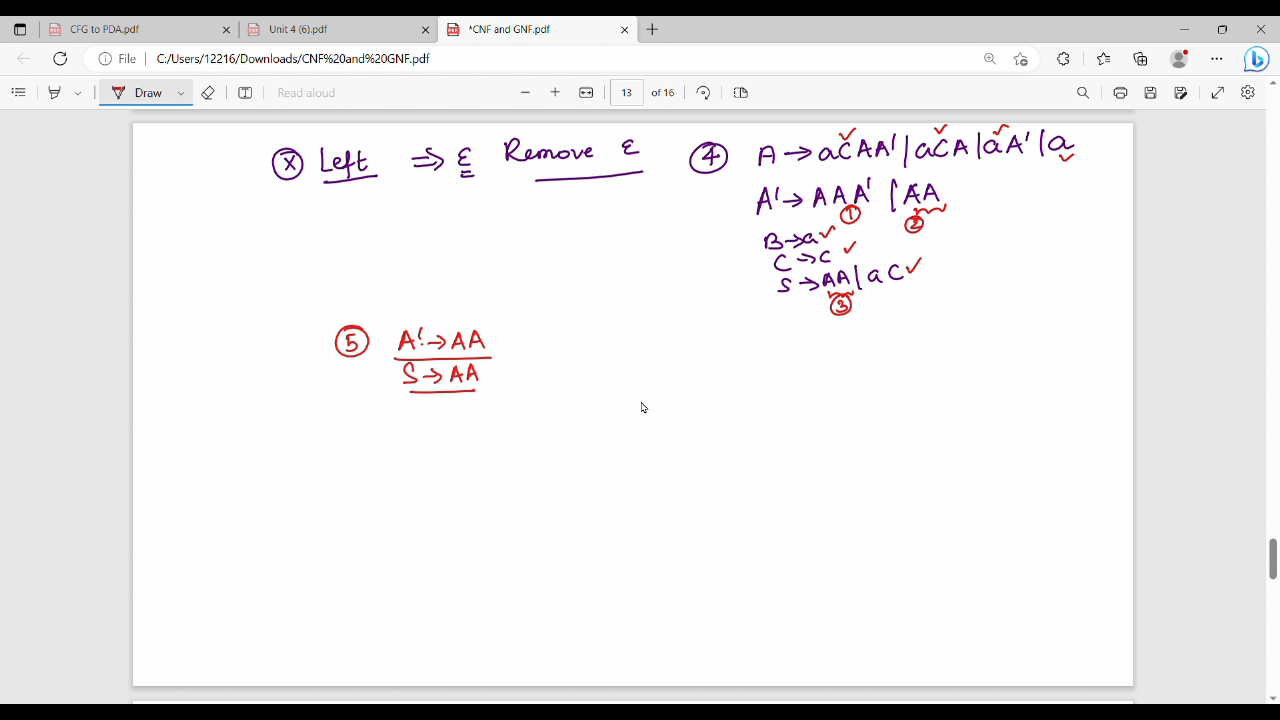 CFG to PDA.pdf
Unit 4 (6).pdf
*CNF and GNF.pdf
File
C:/Users/12216/Downloads/CNF%20and%20GNF.pdf
Draw
Read aloud
13 of 16
Ⓧ Left ⇒ ε Remove ε
④ A → aCAA' | aCA | aA' | a
A' → AAA' | AA
① ②
B → a
C → c
S → AA | aC
③
⑤ A' → AA
S → AA